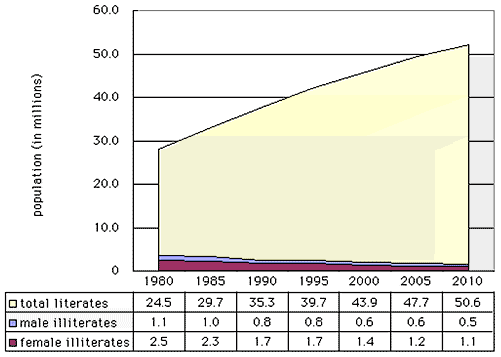 60.0
50.0
40.0
30.0
20.0
10.0
0
population (in millions)
1980 1985 1990 1995 2000 2005 2010
total literates 24.5 29.7 35.3 39.7 43.9 47.7 50.6
male illiterates 1.1 1.0 0.8 0.8 0.6 0.6 0.5
female illiterates 2.5 2.3 1.7 1.7 1.4 1.2 1.1